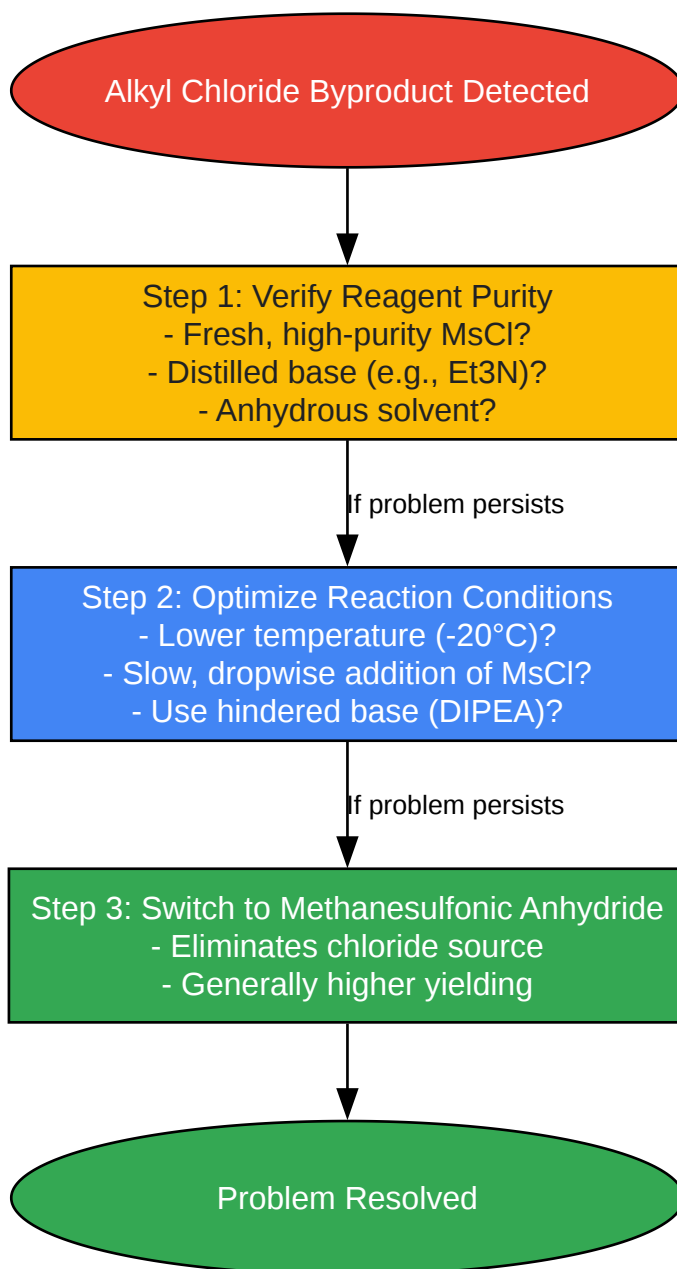 Alkyl Chloride Byproduct Detected
Step 1: Verify Reagent Purity
- Fresh, high-purity MsCl?
- Distilled base (e.g., Et3N)?
- Anhydrous solvent?
If problem persists
Step 2: Optimize Reaction Conditions
- Lower temperature (-20°C)?
- Slow, dropwise addition of MsCl?
- Use hindered base (DIPEA)?
If problem persists
Step 3: Switch to Methanesulfonic Anhydride
- Eliminates chloride source
- Generally higher yielding
Problem Resolved